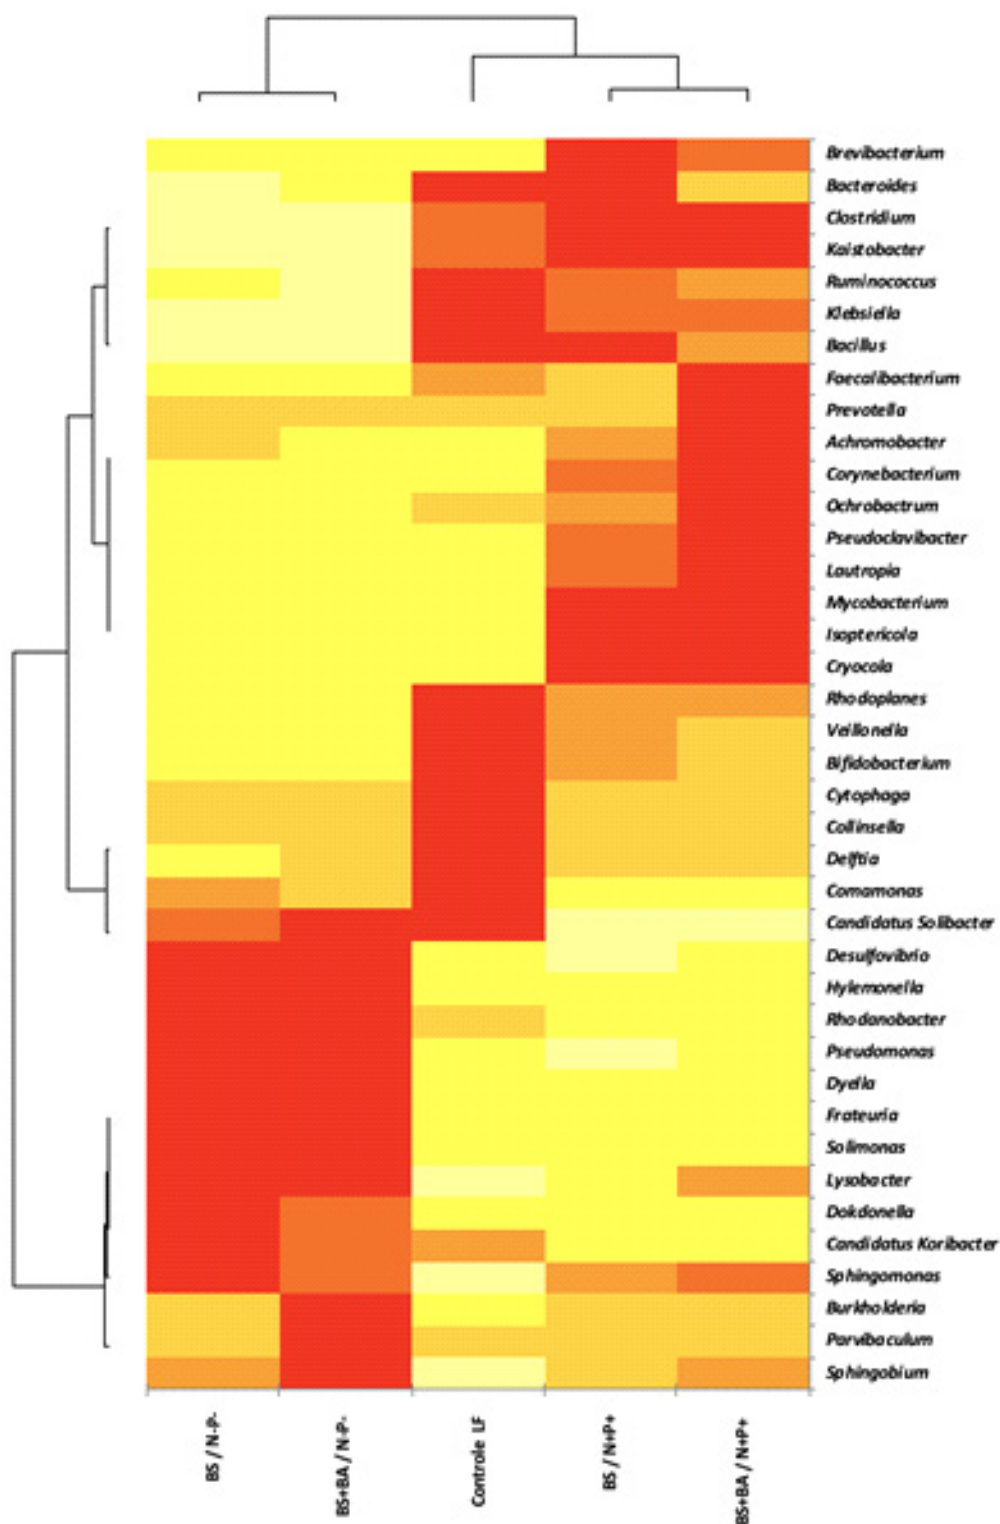 Brevibacterium
Bacteroides
Clostridium
Kaistobacter
Ruminococcus
Klebsiella
Bacillus
Faecalibacterium
Prevotella
Achromobacter
Corynebacterium
Ochrobactrum
Pseudoclavibacter
Lautropia
Mycobacterium
Isoptericola
Cryocola
Rhodoplanes
Veillonella
Bifidobacterium
Cytophaga
Collinsella
Delftia
Comamonas
Candidatus Solibacter
Desulfovibrio
Hylemonella
Rhodanobacter
Pseudomonas
Dyella
Frateuria
Solimonas
Lysobacter
Dokdonella
Candidatus Koribacter
Sphingomonas
Burkholderia
Parvibaculum
Sphingobium
BS / N-P-
BS+BA / N-P-
Controle LF
BS / N+P+
BS+BA / N+P+